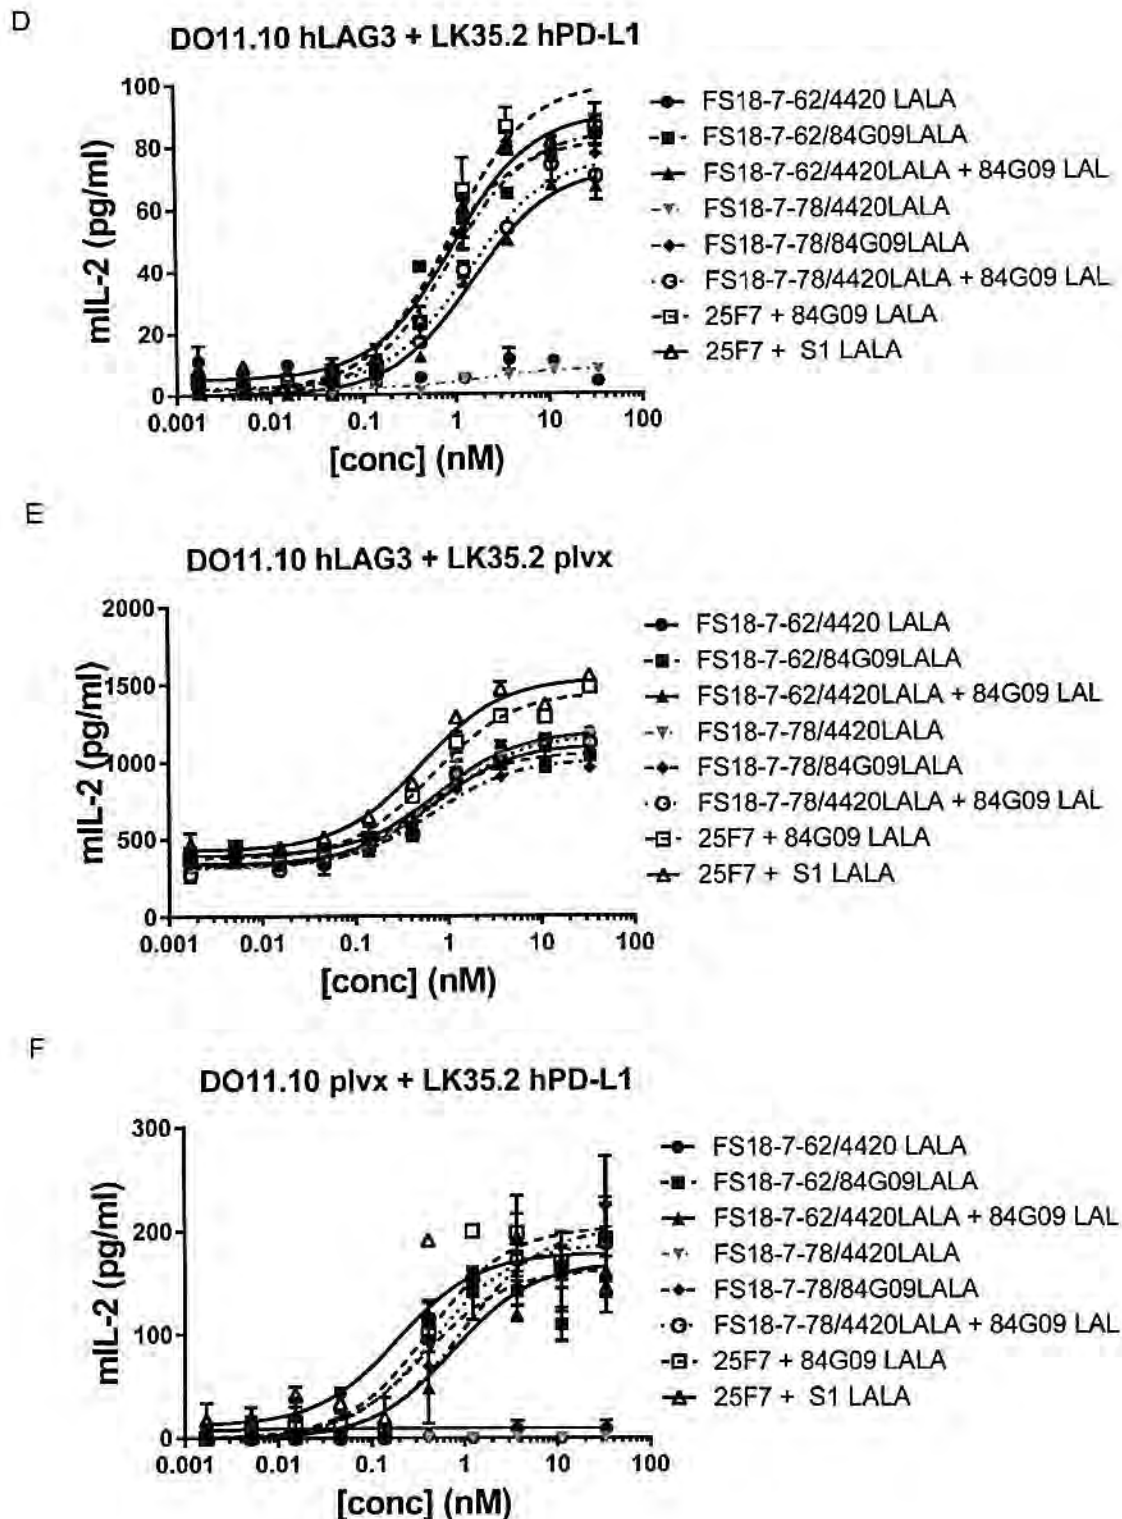 D
DO11.10 hLAG3 + LK35.2 hPD-L1
mIL-2 (pg/ml)
100
80
60
40
20
0
0.001 0.01 0.1 1 10 100
[conc] (nM)
FS18-7-62/4420 LALA
FS18-7-62/84G09LALA
FS18-7-62/4420LALA + 84G09 LAL
FS18-7-78/4420LALA
FS18-7-78/84G09LALA
FS18-7-78/4420LALA + 84G09 LAL
25F7 + 84G09 LALA
25F7 + S1 LALA
E
DO11.10 hLAG3 + LK35.2 plvx
mIL-2 (pg/ml)
2000
1500
1000
500
0
0.001 0.01 0.1 1 10 100
[conc] (nM)
FS18-7-62/4420 LALA
FS18-7-62/84G09LALA
FS18-7-62/4420LALA + 84G09 LAL
FS18-7-78/4420LALA
FS18-7-78/84G09LALA
FS18-7-78/4420LALA + 84G09 LAL
25F7 + 84G09 LALA
25F7 + S1 LALA
F
DO11.10 plvx + LK35.2 hPD-L1
mIL-2 (pg/ml)
300
200
100
0
0.001 0.01 0.1 1 10 100
[conc] (nM)
FS18-7-62/4420 LALA
FS18-7-62/84G09LALA
FS18-7-62/4420LALA + 84G09 LAL
FS18-7-78/4420LALA
FS18-7-78/84G09LALA
FS18-7-78/4420LALA + 84G09 LAL
25F7 + 84G09 LALA
25F7 + S1 LALA